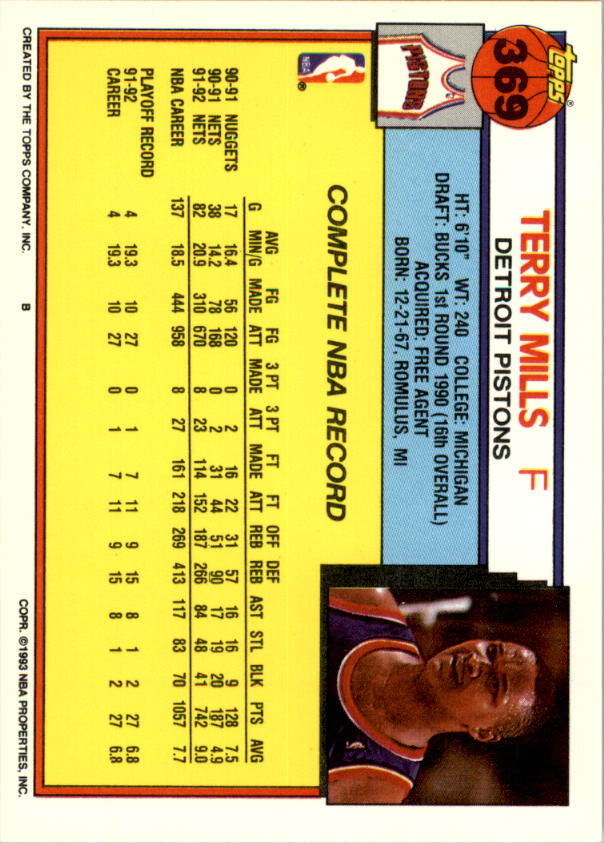 topps®
369
PISTONS
TERRY MILLS F
DETROIT PISTONS
HT: 6'10" WT: 240 COLLEGE: MICHIGAN
DRAFT: BUCKS 1st ROUND 1990 (16th OVERALL)
ACQUIRED: FREE AGENT
BORN: 12-21-67, ROMULUS, MI
NBA ®
COMPLETE NBA RECORD
AVG FG FG 3 PT 3 PT FT FT OFF DEF
G MIN/G MADE ATT MADE ATT MADE ATT REB REB AST STL BLK PTS AVG
90-91 NUGGETS 17 16.4 56 120 0 2 16 22 31 57 16 16 9 128 7.5
90-91 NETS 38 14.2 78 168 0 2 31 44 51 90 17 19 20 187 4.9
91-92 NETS 82 20.9 310 670 8 23 114 152 187 266 84 48 41 742 9.0
NBA CAREER 137 18.5 444 958 8 27 161 218 269 413 117 83 70 1057 7.7
PLAYOFF RECORD
91-92 4 19.3 10 27 0 1 7 11 9 15 8 1 2 27 6.8
CAREER 4 19.3 10 27 0 1 7 11 9 15 8 1 2 27 6.8
CREATED BY THE TOPPS COMPANY, INC. B COPR. ©1993 NBA PROPERTIES, INC.